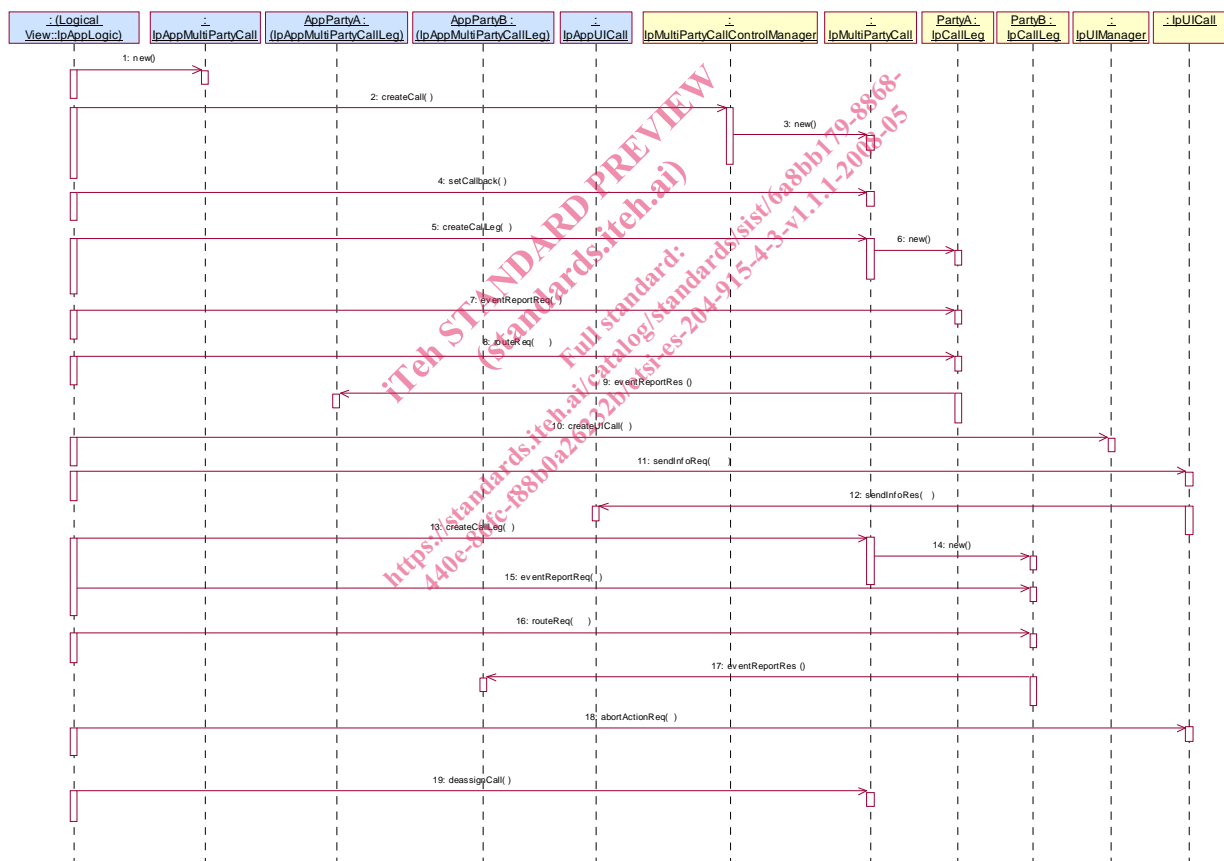 : (Logical
View::IpAppLogic)
:
IpAppMultiPartyCall
AppPartyA :
(IpAppMultiPartyCallLeg)
AppPartyB :
(IpAppMultiPartyCallLeg)
:
IpAppUICall
:
IpMultiPartyCallControlManager
:
IpMultiPartyCall
PartyA :
IpCallLeg
PartyB :
IpCallLeg
:
IpUIManager
: IpUICall
1: new()
2: createCall( )
3: new()
4: setCallback( )
5: createCallLeg( )
6: new()
7: eventReportReq( )
8: routeReq( )
9: eventReportRes ()
10: createUICall( )
11: sendInfoReq( )
12: sendInfoRes( )
13: createCallLeg( )
14: new()
15: eventReportReq( )
16: routeReq( )
17: eventReportRes ()
18: abortActionReq( )
19: deassignCall( )
iTeh STANDARD PREVIEW
(standards.iteh.ai)
Full standard:
https://standards.iteh.ai/catalog/standards/sist/6a8bb179-8868-
440e-80fc-f88b0a26232b/etsi-es-204-915-4-3-v1.1.1-2008-05